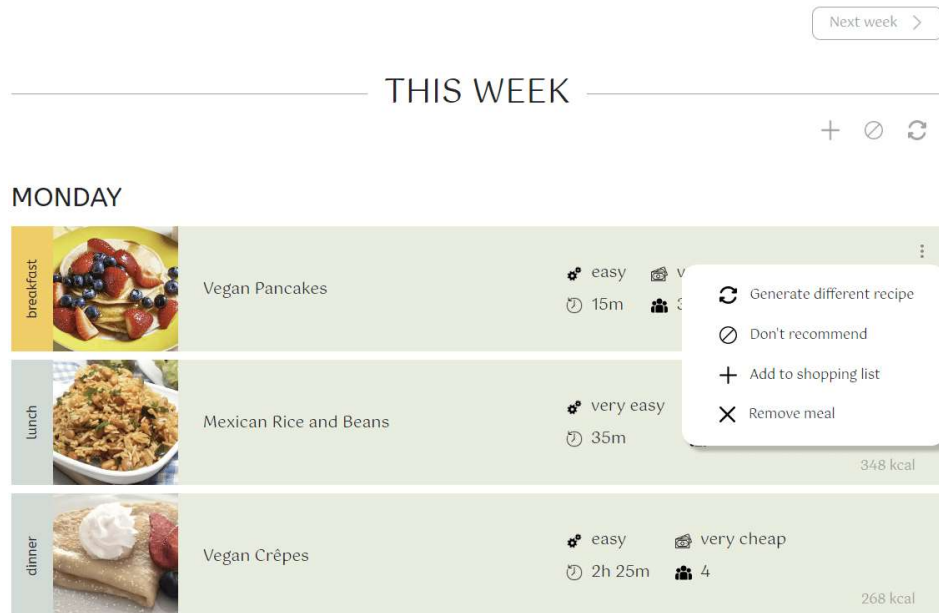 Next week
THIS WEEK
MONDAY
breakfast
Vegan Pancakes
easy
15m
Generate different recipe
Don't recommend
Add to shopping list
Remove meal
lunch
Mexican Rice and Beans
very easy
35m
348 kcal
dinner
Vegan Crêpes
easy
very cheap
2h 25m
4
268 kcal